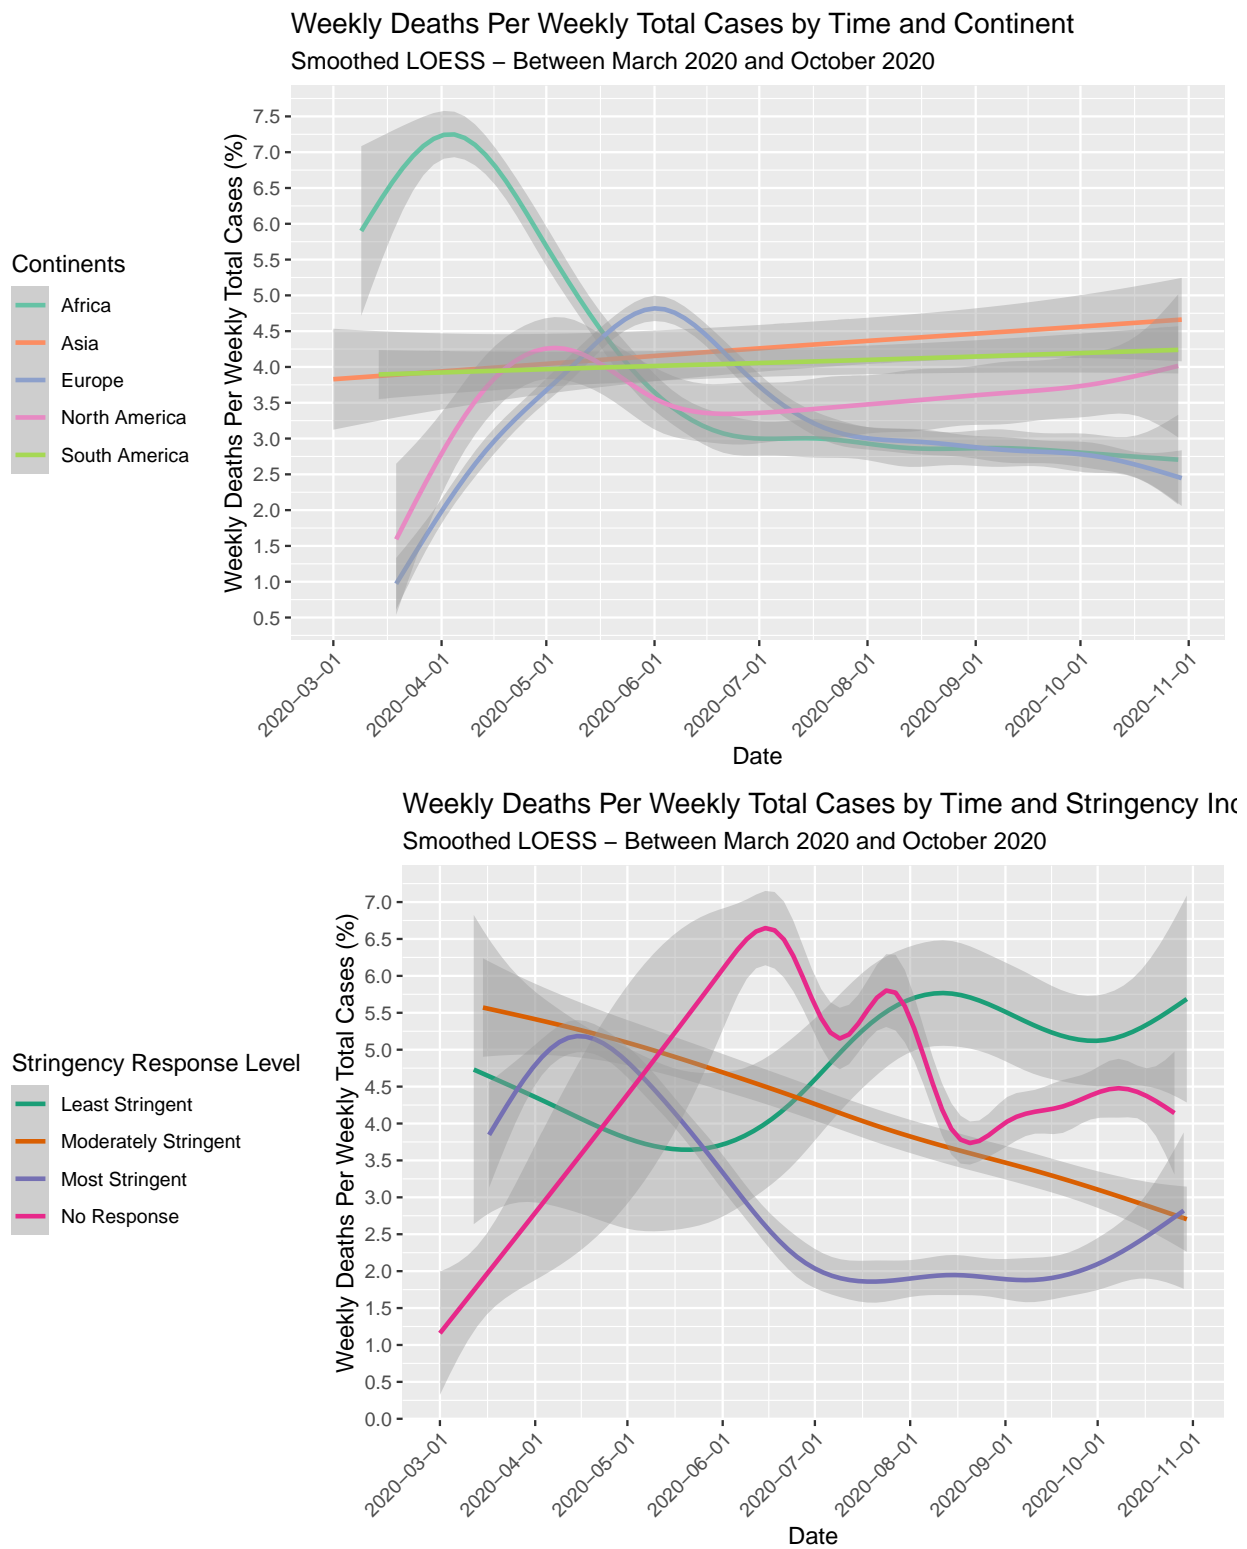 Weekly Deaths Per Weekly Total Cases by Time and Continent
Smoothed LOESS – Between March 2020 and October 2020
Weekly Deaths Per Weekly Total Cases (%)
7.5
7.0
6.5
6.0
5.5
5.0
4.5
4.0
3.5
3.0
2.5
2.0
1.5
1.0
0.5
Continents
Africa
Asia
Europe
North America
South America
2020–03–01
2020–04–01
2020–05–01
2020–06–01
2020–07–01
2020–08–01
2020–09–01
2020–10–01
2020–11–01
Date
Weekly Deaths Per Weekly Total Cases by Time and Stringency Inc
Smoothed LOESS – Between March 2020 and October 2020
Weekly Deaths Per Weekly Total Cases (%)
7.0
6.5
6.0
5.5
5.0
4.5
4.0
3.5
3.0
2.5
2.0
1.5
1.0
0.5
0.0
Stringency Response Level
Least Stringent
Moderately Stringent
Most Stringent
No Response
2020–03–01
2020–04–01
2020–05–01
2020–06–01
2020–07–01
2020–08–01
2020–09–01
2020–10–01
2020–11–01
Date